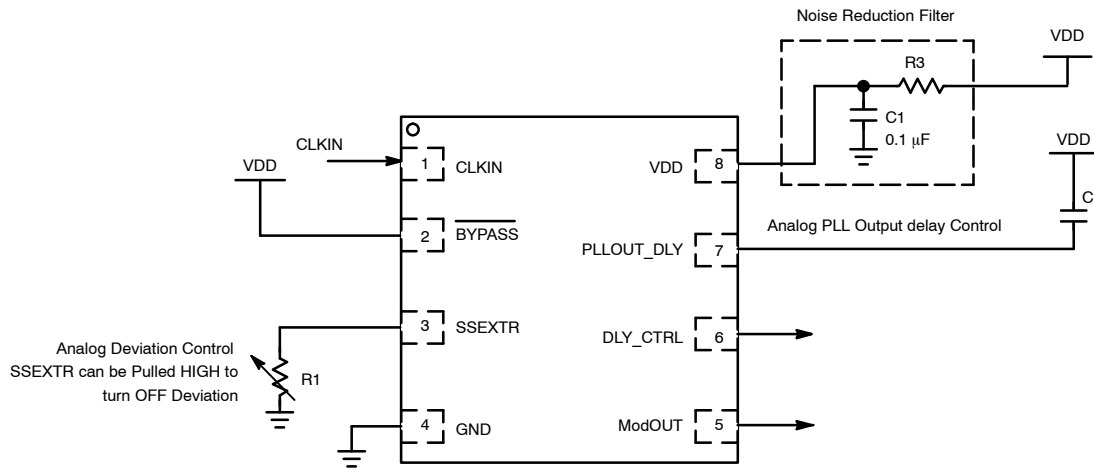 Noise Reduction Filter
VDD
R3
C1
0.1 μF
CLKIN
VDD
1 CLKIN
VDD 8
VDD
C
2 BYPASS
Analog PLL Output delay Control
PLLOUT_DLY 7
3 SSEXTR
DLY_CTRL 6
Analog Deviation Control
SSEXTR can be Pulled HIGH to
turn OFF Deviation
R1
4 GND
ModOUT 5